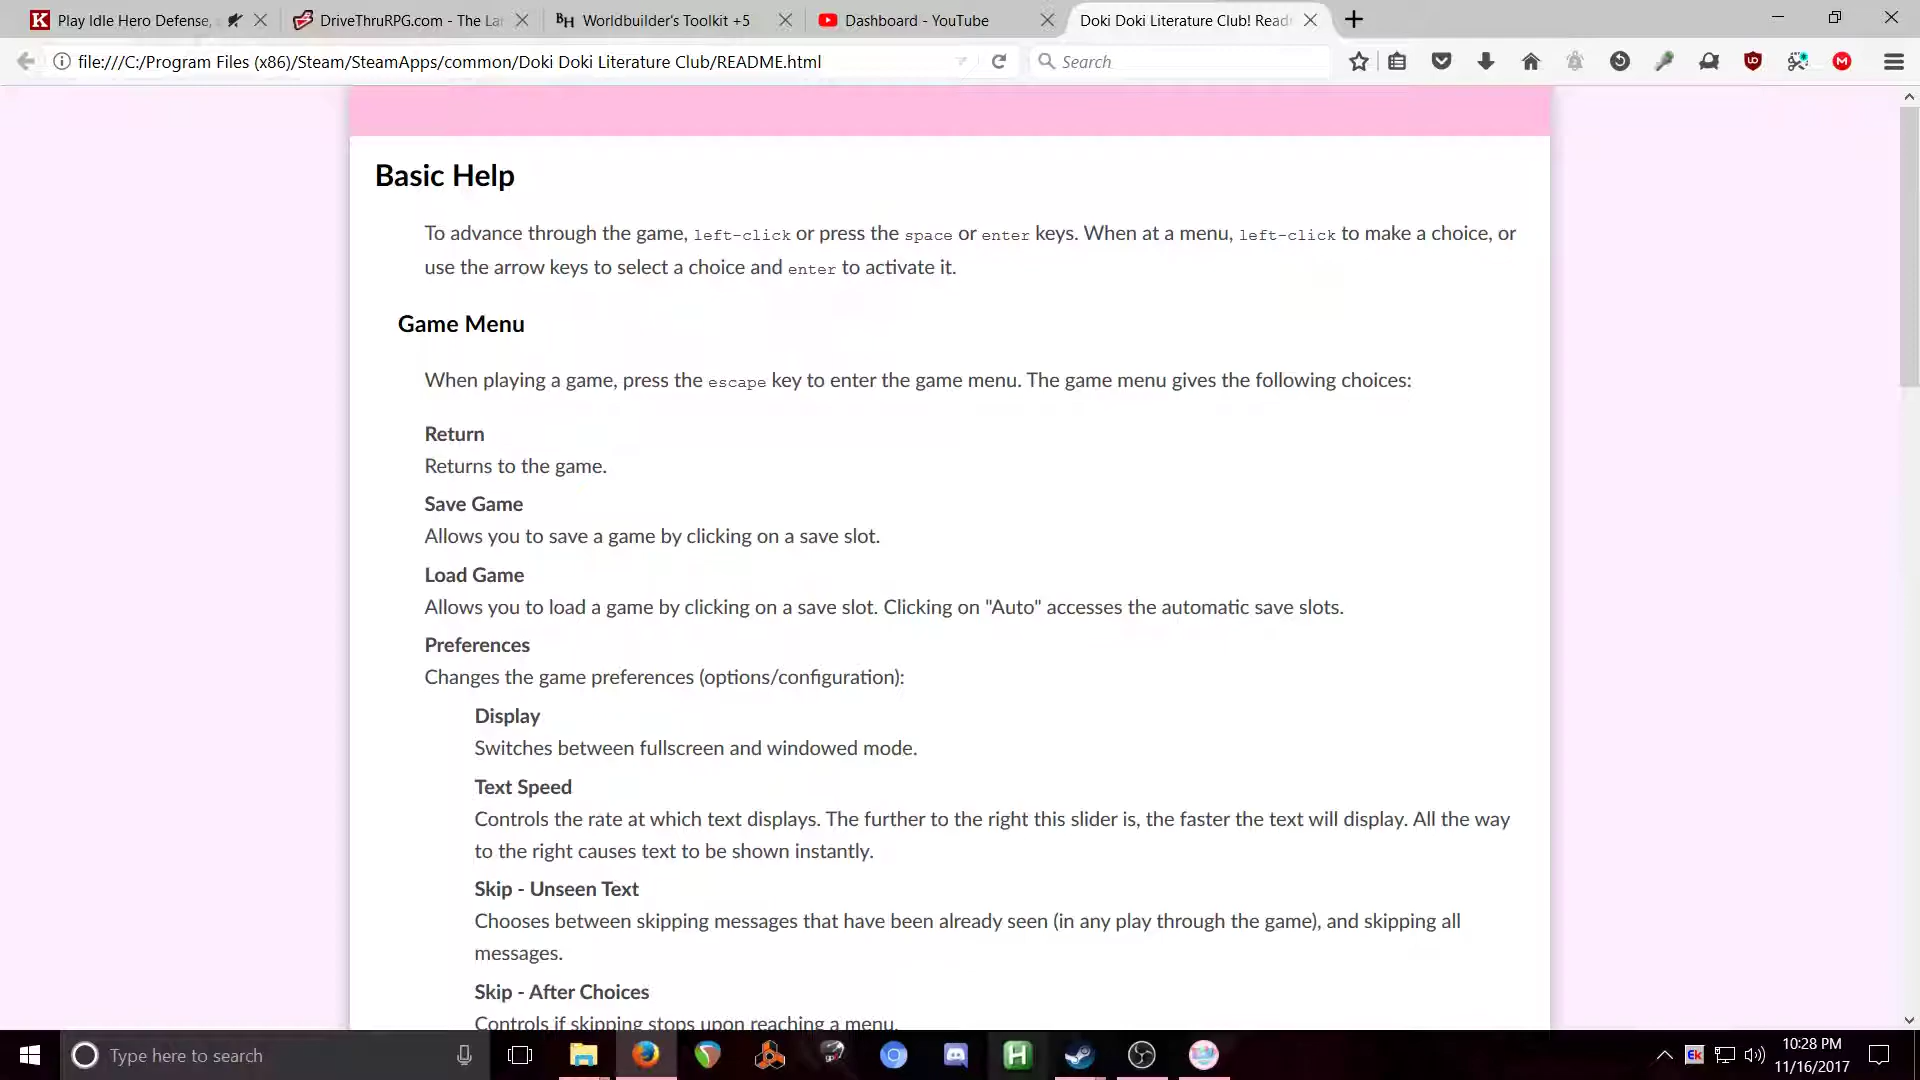 Play Idle Hero Defense,
DriveThruRPG.com - The La
BH Worldbuilder's Toolkit +5
Dashboard - YouTube
Doki Doki Literature Club! Read
file:///C:/Program Files (x86)/Steam/SteamApps/common/Doki Doki Literature Club/README.html
Search
Basic Help
To advance through the game, left-click or press the space or enter keys. When at a menu, left-click to make a choice, or
use the arrow keys to select a choice and enter to activate it.
Game Menu
When playing a game, press the escape key to enter the game menu. The game menu gives the following choices:
Return
Returns to the game.
Save Game
Allows you to save a game by clicking on a save slot.
Load Game
Allows you to load a game by clicking on a save slot. Clicking on "Auto" accesses the automatic save slots.
Preferences
Changes the game preferences (options/configuration):
Display
Switches between fullscreen and windowed mode.
Text Speed
Controls the rate at which text displays. The further to the right this slider is, the faster the text will display. All the way
to the right causes text to be shown instantly.
Skip - Unseen Text
Chooses between skipping messages that have been already seen (in any play through the game), and skipping all
messages.
Skip - After Choices
Controls if skipping stops upon reaching a menu.
Type here to search
Ek
10:28 PM
11/16/2017